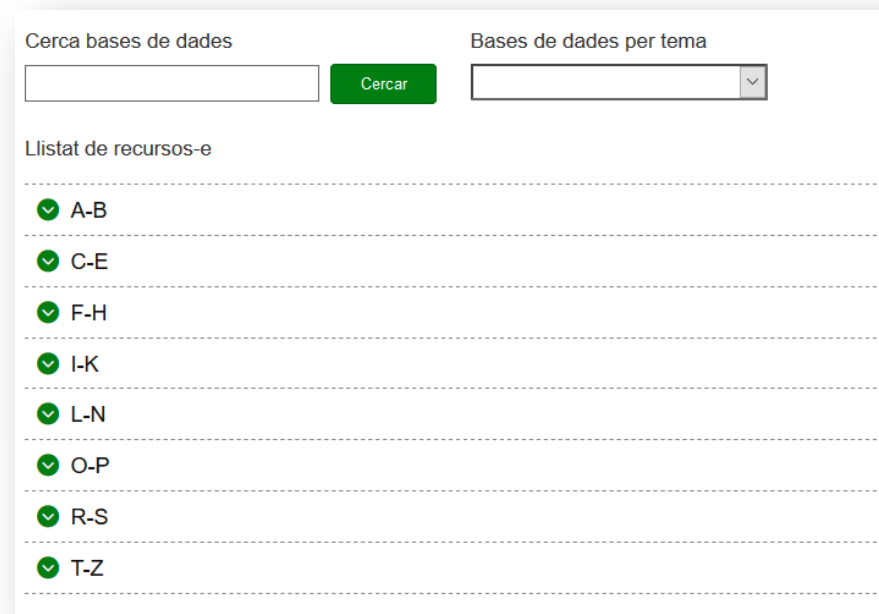 Cerca bases de dades
Bases de dades per tema
Cercar
Llistat de recursos-e
A-B
C-E
F-H
I-K
L-N
O-P
R-S
T-Z